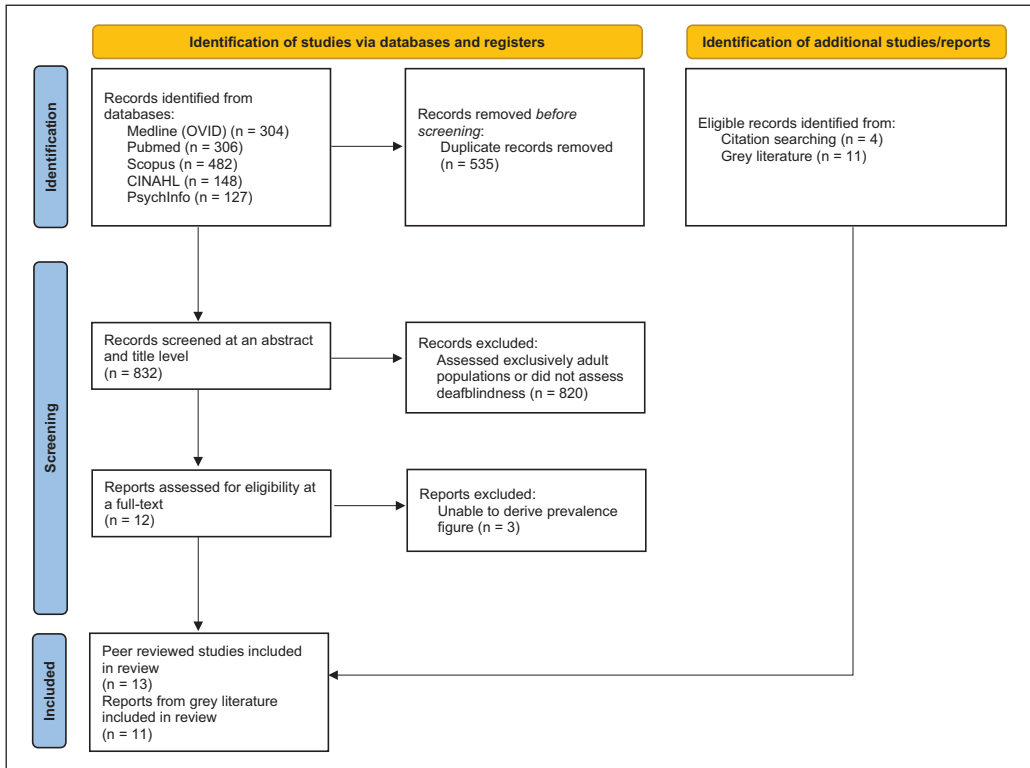 Identification of studies via databases and registers
Identification of additional studies/reports
Identification
Records identified from
databases:
Medline (OVID) (n = 304)
Pubmed (n = 306)
Scopus (n = 482)
CINAHL (n = 148)
PsychInfo (n = 127)
Records removed before
screening:
Duplicate records removed
(n = 535)
Eligible records identified from:
Citation searching (n = 4)
Grey literature (n = 11)
Screening
Records screened at an abstract
and title level
(n = 832)
Records excluded:
Assessed exclusively adult
populations or did not assess
deafblindness (n = 820)
Reports assessed for eligibility at
a full-text
(n = 12)
Reports excluded:
Unable to derive prevalence
figure (n = 3)
Included
Peer reviewed studies included
in review
(n = 13)
Reports from grey literature
included in review
(n = 11)